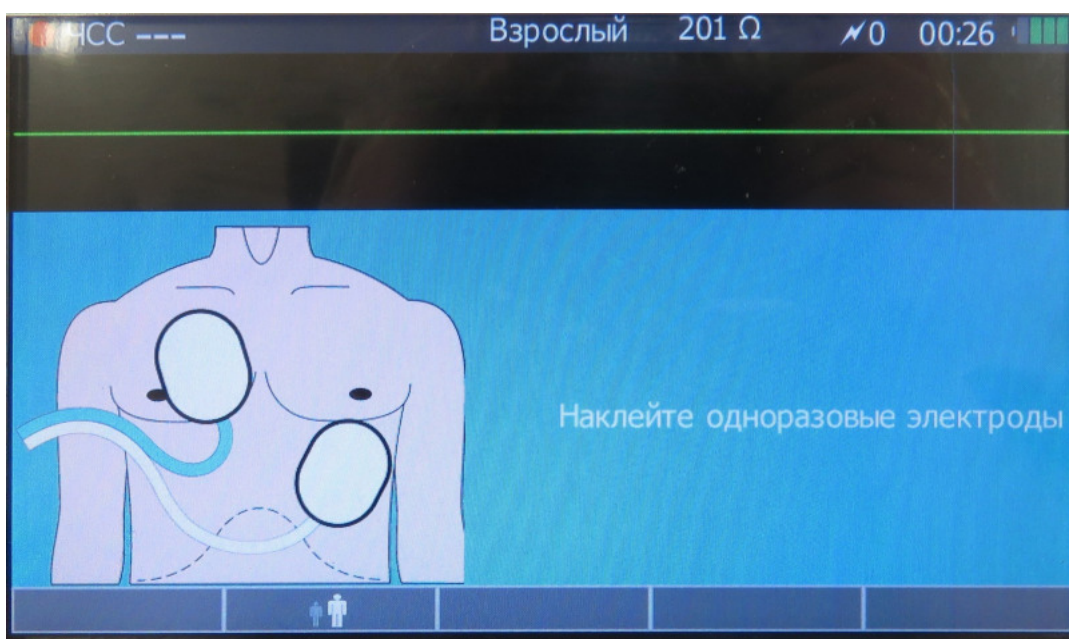 ЧСС --- Взрослый 201 Ω 0 00:26
Наклейте одноразовые электроды